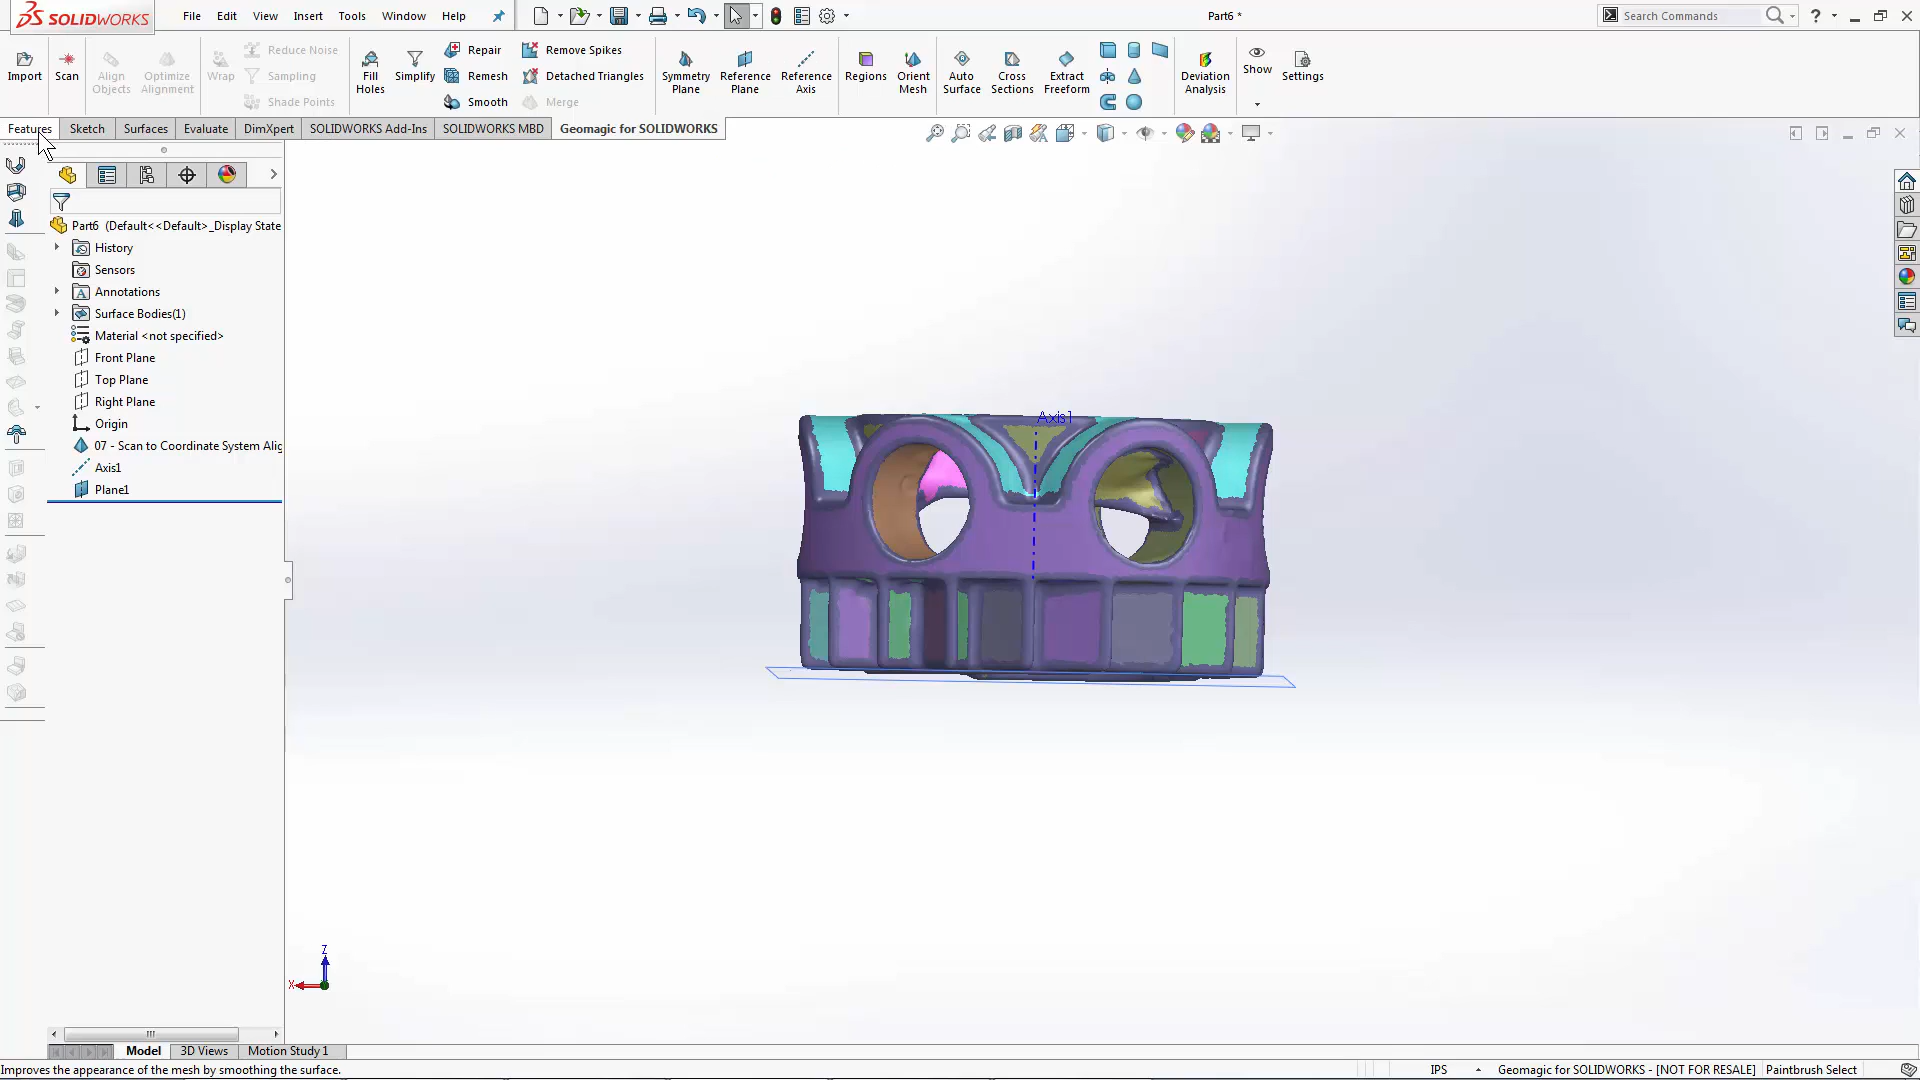 SOLIDWORKS
File Edit View Insert Tools Window Help
Part6 *
Search Commands
?
Import
Scan
Align Objects
Optimize Alignment
Wrap
Reduce Noise
Sampling
Shade Points
Fill Holes
Simplify
Repair
Remesh
Smooth
Remove Spikes
Detached Triangles
Merge
Symmetry Plane
Reference Plane
Reference Axis
Regions
Orient Mesh
Auto Surface
Cross Sections
Extract Freeform
Deviation Analysis
Show
Settings
Features Sketch Surfaces Evaluate DimXpert SOLIDWORKS Add-Ins SOLIDWORKS MBD Geomagic for SOLIDWORKS
Part6 (Default<<Default>_Display State
History
Sensors
Annotations
Surface Bodies(1)
Material <not specified>
Front Plane
Top Plane
Right Plane
Origin
07 - Scan to Coordinate System Alig
Axis1
Plane1
Axis1
Z
X
Model 3D Views Motion Study 1
Improves the appearance of the mesh by smoothing the surface.
IPS
Geomagic for SOLIDWORKS - [NOT FOR RESALE]
Paintbrush Select